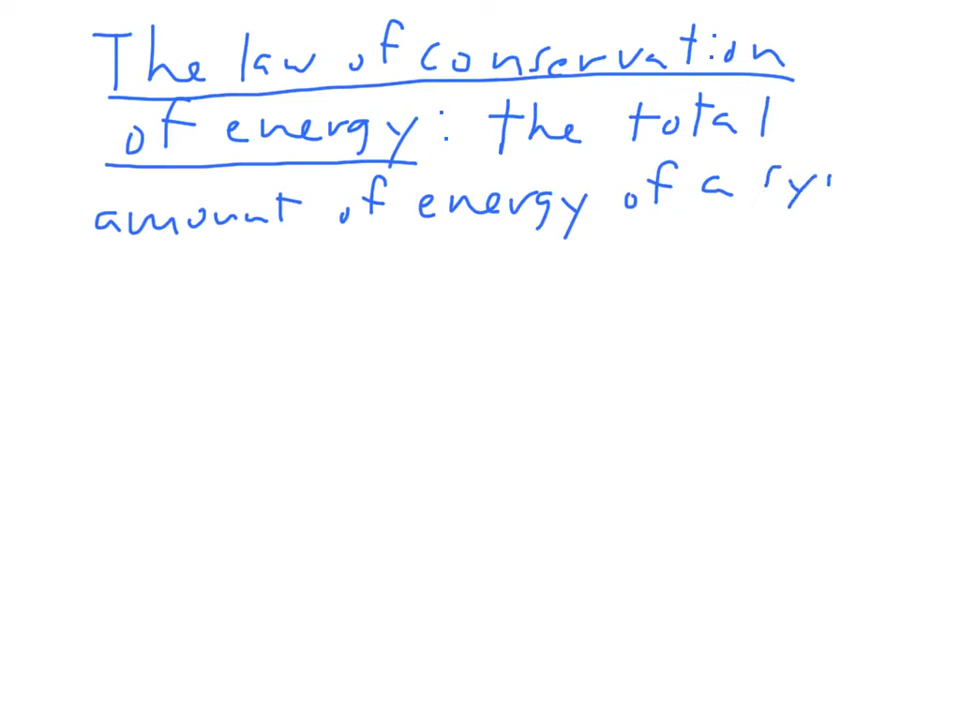 The law of conservation
of energy: the total
amount of energy of a